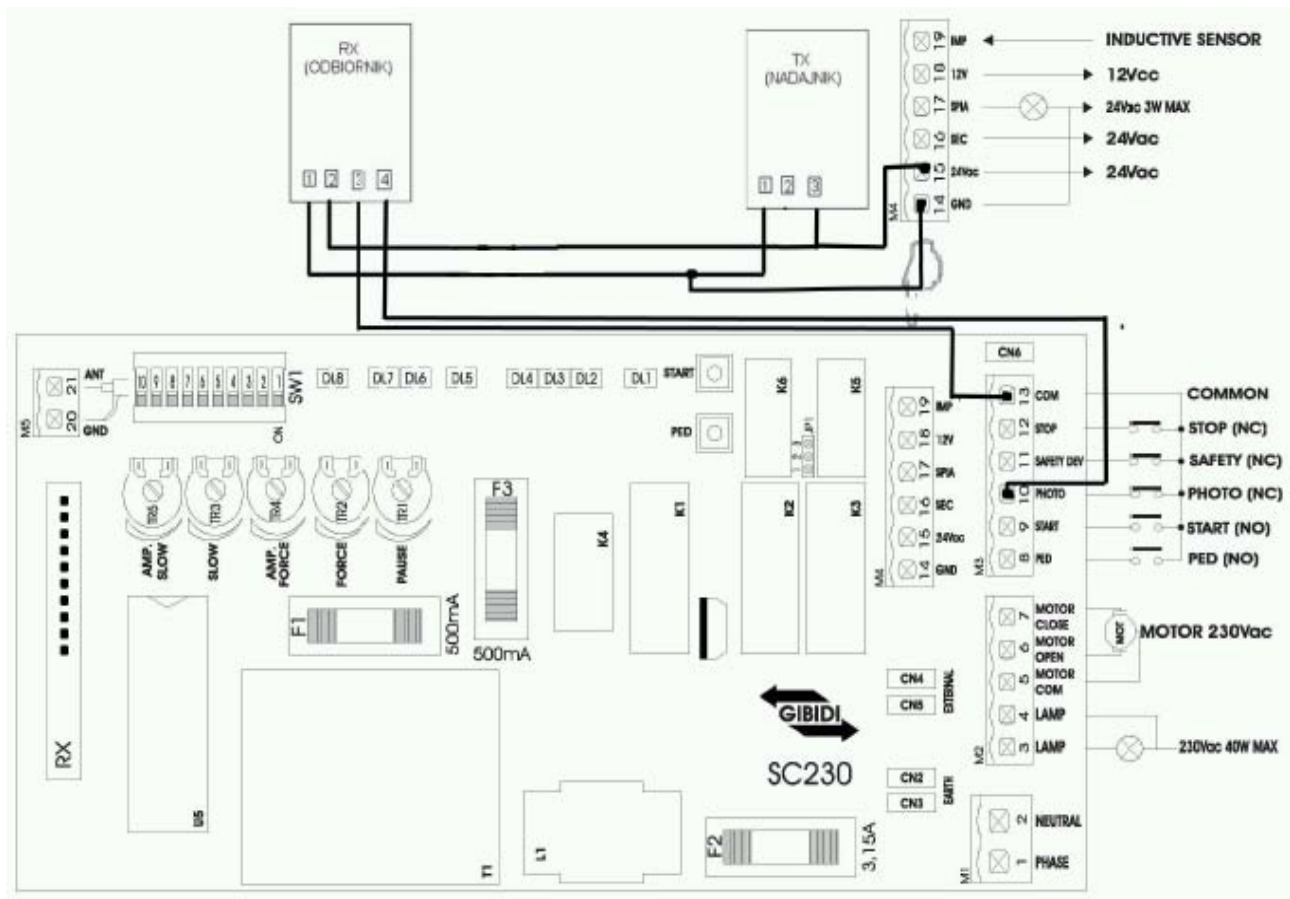 RX
(ODBIORNIK)
1 2 3 4
TX
(NADAJNIK)
1 2 3
19 IMP
INDUCTIVE SENSOR
18 12V
12Vcc
17 SPIA
24Vac 3W MAX
16 SEC
24Vac
15 24Vac
24Vac
14 GND
M4
21 ANT
20 GND
M5
10 9 8 7 6 5 4 3 2 1
SW1
ON
DL8
DL7 DL6
DL5
DL4 DL3 DL2
DL1
START
PED
K6
K5
JP1
1 2 3
CN6
19 IMP
18 12V
17 SPIA
16 SEC
15 24Vac
14 GND
M4
13 COM
COMMON
12 STOP
STOP (NC)
11 SAFETY DEV
SAFETY (NC)
10 PHOTO
PHOTO (NC)
9 START
START (NO)
8 PED
PED (NO)
M3
TR5
TR3
TR4
TR2
TR1
AMP.
SLOW
SLOW
AMP.
FORCE
FORCE
PAUSE
F3
500mA
F1
500mA
K4
K1
K2
K3
7 MOTOR
CLOSE
6 MOTOR
OPEN
5 MOTOR
COM
MOT
MOTOR 230Vac
4 LAMP
3 LAMP
230Vac 40W MAX
M2
CN4
CN5
EXTERNAL
GIBIDI
SC230
CN2
CN3
EARTH
RX
U5
T1
L1
F2
3,15A
2 NEUTRAL
1 PHASE
M1